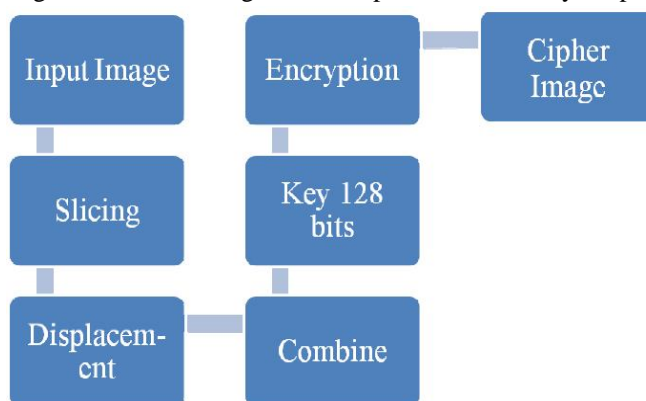 Input Image
Slicing
Displacem-
ent
Combine
Key 128
bits
Encryption
Cipher
Image